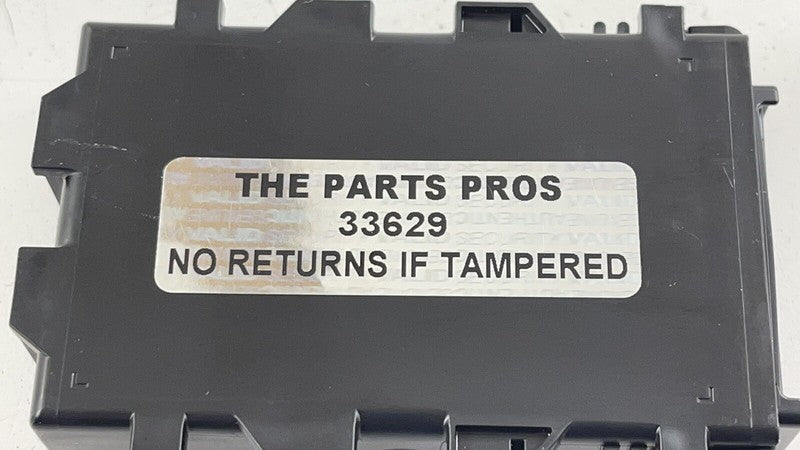 THE PARTS PROS
33629
NO RETURNS IF TAMPERED